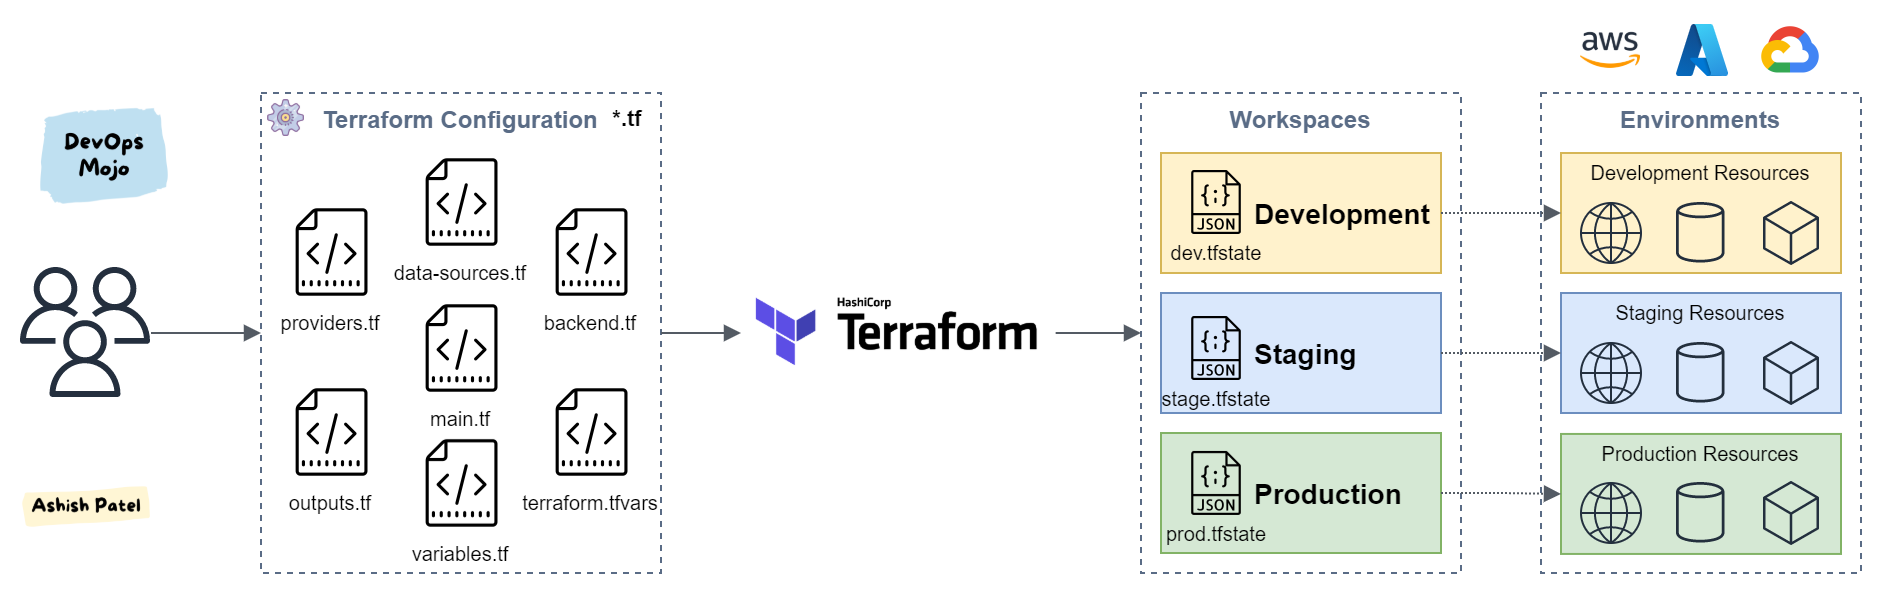 aws
DevOps
Mojo
Terraform Configuration *.tf
data-sources.tf
providers.tf
backend.tf
main.tf
outputs.tf
terraform.tfvars
variables.tf
Ashish Patel
HashiCorp
Terraform
Workspaces
{;}
JSON
Development
dev.tfstate
{;}
JSON
Staging
stage.tfstate
{;}
JSON
Production
prod.tfstate
Environments
Development Resources
Staging Resources
Production Resources